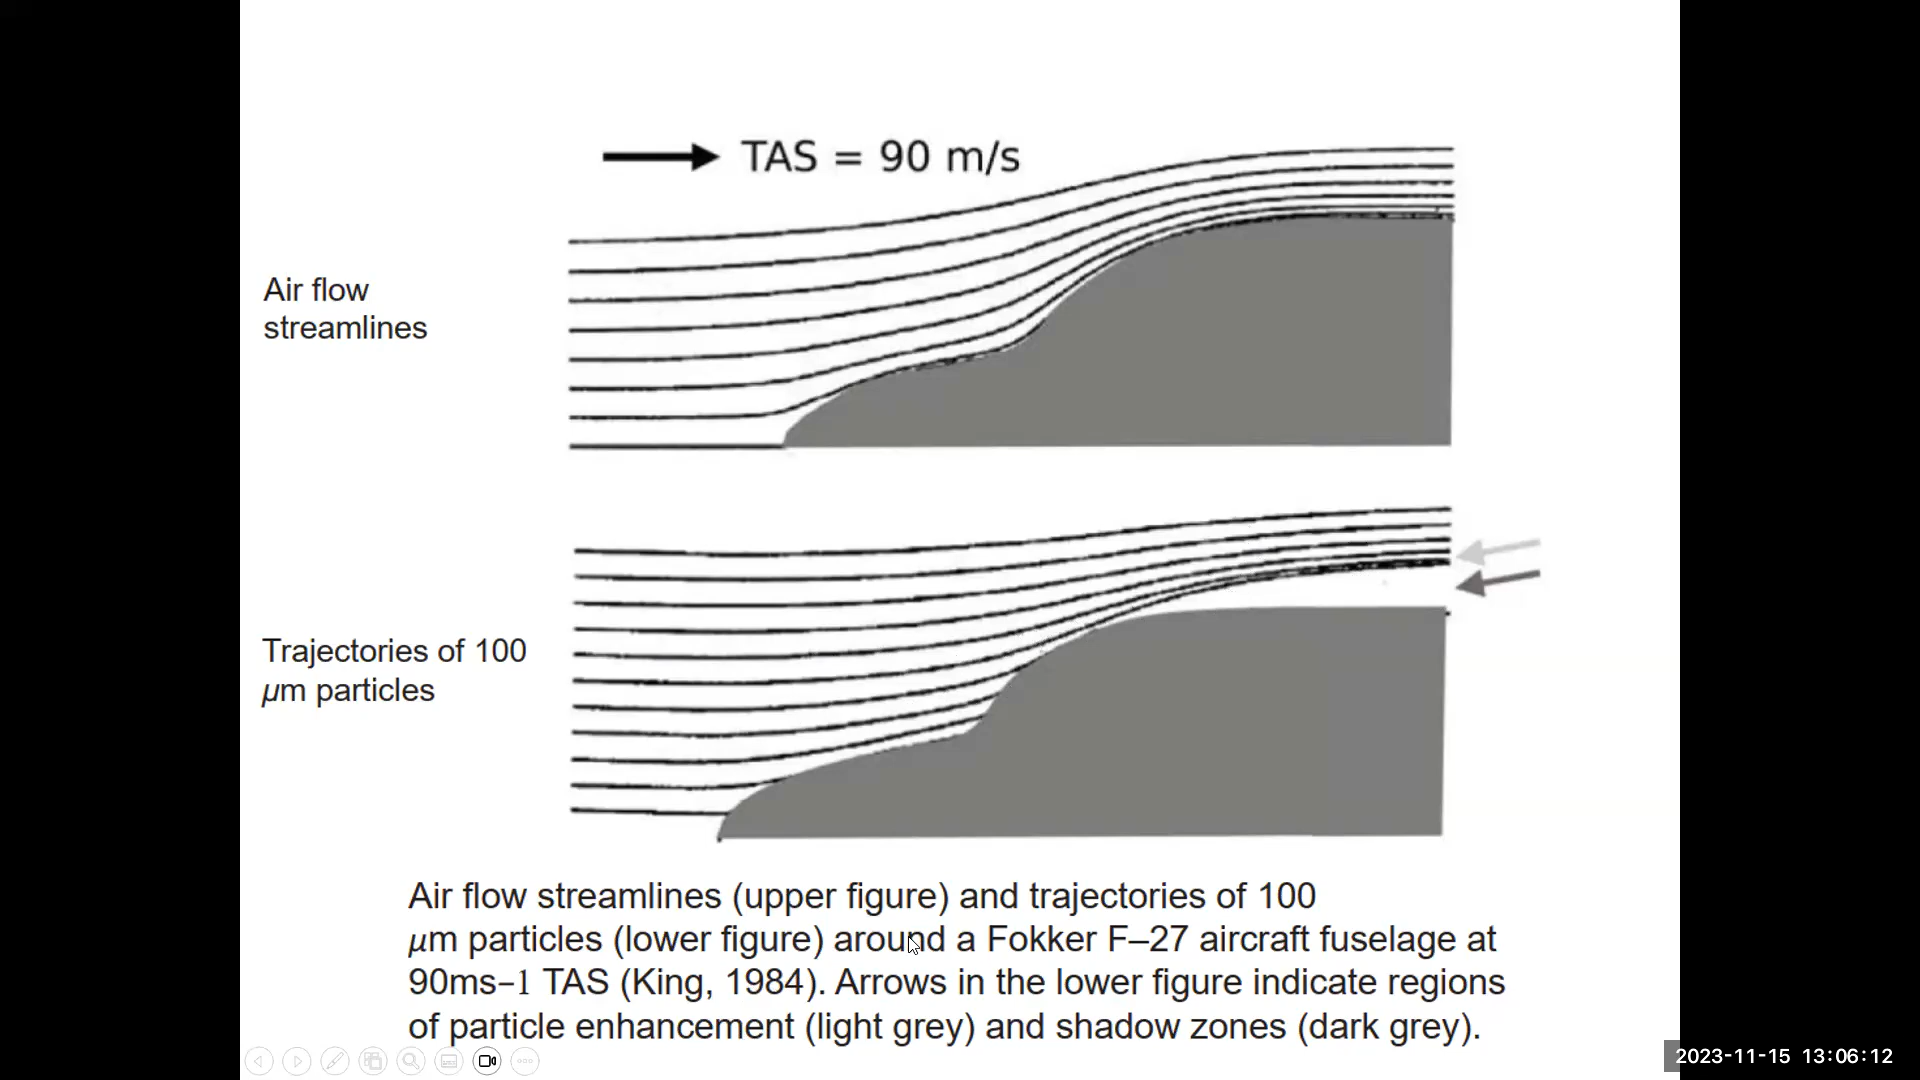 TAS = 90 m/s
Air flow
streamlines
Trajectories of 100
μm particles
Air flow streamlines (upper figure) and trajectories of 100
μm particles (lower figure) around a Fokker F–27 aircraft fuselage at
90ms−1 TAS (King, 1984). Arrows in the lower figure indicate regions
of particle enhancement (light grey) and shadow zones (dark grey).
2023-11-15 13:06:12